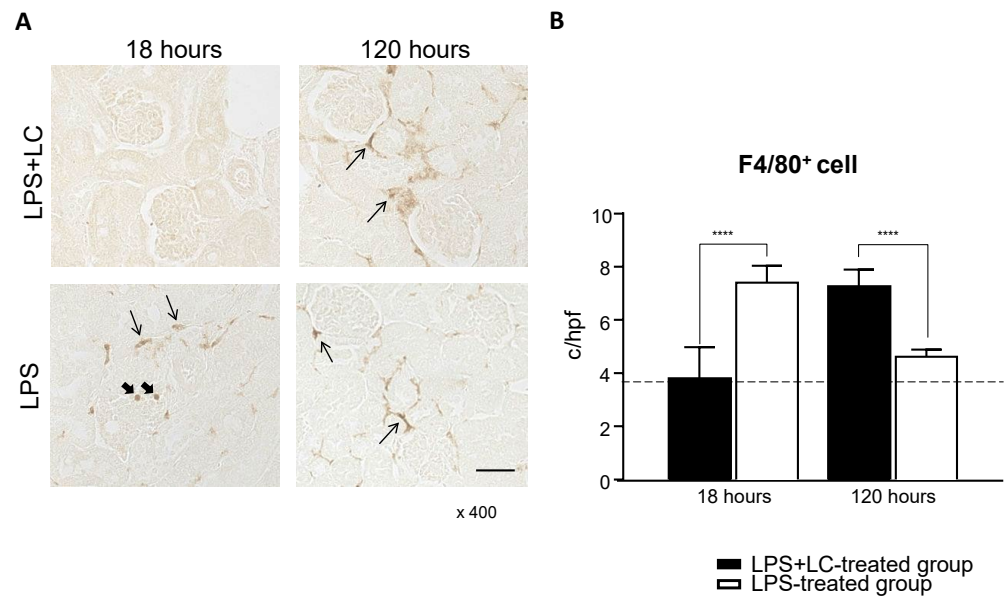 A
18 hours
120 hours
LPS+LC
LPS
x 400
B
F4/80⁺ cell
c/hpf
10
8
6
4
2
0
****
****
18 hours
120 hours
LPS+LC-treated group
LPS-treated group